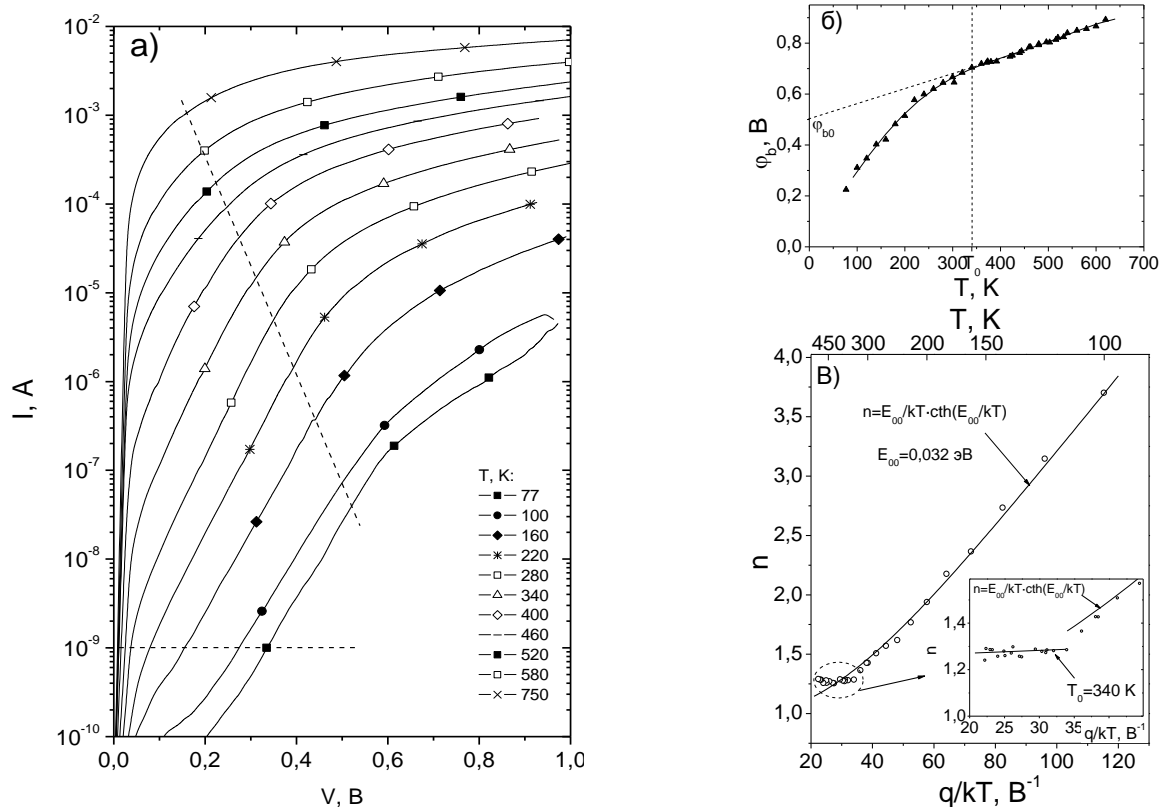 а)
I, A
10⁻²
10⁻³
10⁻⁴
10⁻⁵
10⁻⁶
10⁻⁷
10⁻⁸
10⁻⁹
10⁻¹⁰
T, K:
77
100
160
220
280
340
400
460
520
580
750
0,0 0,2 0,4 0,6 0,8 1,0
V, В
б)
φb, В
0,8
0,6
φb0
0,4
0,2
0,0
0 100 200 300 400 500 600 700
T0
T, K
T, K
450 300 200 150 100
В)
n
4,0
3,5
3,0
2,5
2,0
1,5
1,0
n=E₀₀/kT·cth(E₀₀/kT)
E₀₀=0,032 эВ
n=E₀₀/kT·cth(E₀₀/kT)
n
1,4
1,2
1,0
T₀=340 K
20 25 30 35
q/kT, В⁻¹
20 40 60 80 100 120
q/kT, В⁻¹